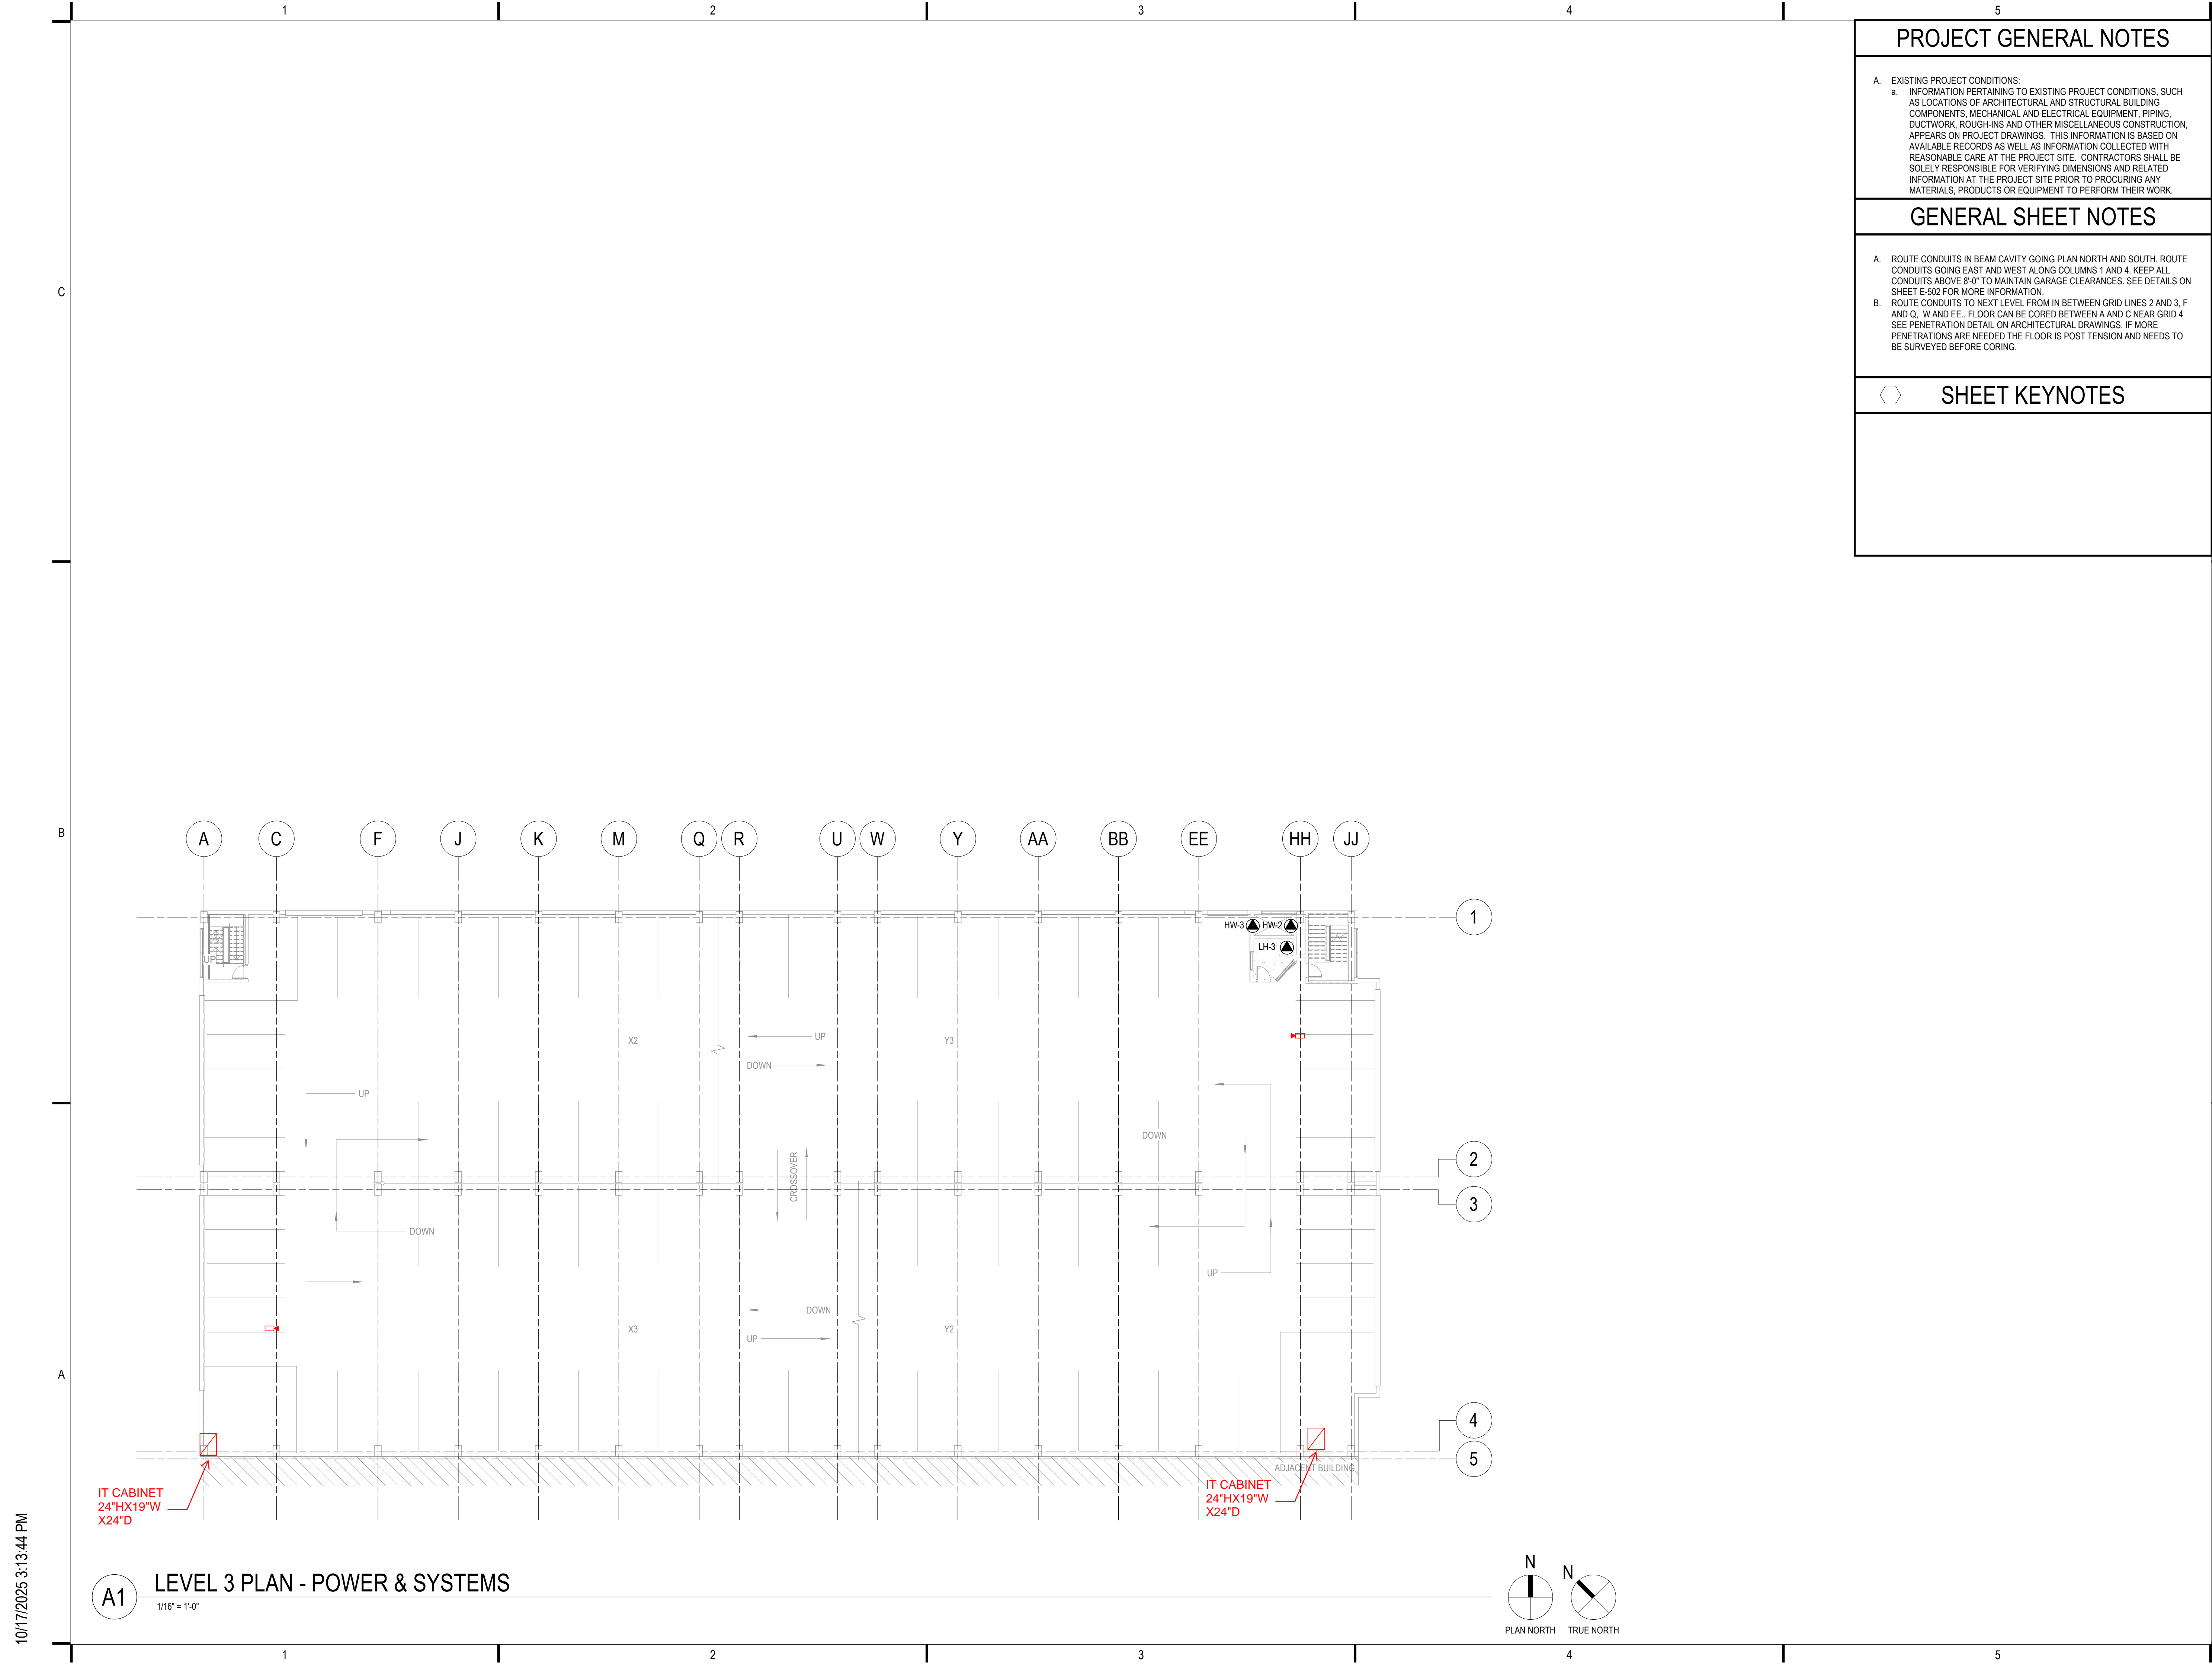 1 2 3 4 5
PROJECT GENERAL NOTES
A. EXISTING PROJECT CONDITIONS:
a. INFORMATION PERTAINING TO EXISTING PROJECT CONDITIONS, SUCH
AS LOCATIONS OF ARCHITECTURAL AND STRUCTURAL BUILDING
COMPONENTS, MECHANICAL AND ELECTRICAL EQUIPMENT, PIPING,
DUCTWORK, ROUGH-INS AND OTHER MISCELLANEOUS CONSTRUCTION,
APPEARS ON PROJECT DRAWINGS. THIS INFORMATION IS BASED ON
AVAILABLE RECORDS AS WELL AS INFORMATION COLLECTED WITH
REASONABLE CARE AT THE PROJECT SITE. CONTRACTORS SHALL BE
SOLELY RESPONSIBLE FOR VERIFYING DIMENSIONS AND RELATED
INFORMATION AT THE PROJECT SITE PRIOR TO PROCURING ANY
MATERIALS, PRODUCTS OR EQUIPMENT TO PERFORM THEIR WORK.
GENERAL SHEET NOTES
A. ROUTE CONDUITS IN BEAM CAVITY GOING PLAN NORTH AND SOUTH. ROUTE
CONDUITS GOING EAST AND WEST ALONG COLUMNS 1 AND 4. KEEP ALL
CONDUITS ABOVE 8'-0" TO MAINTAIN GARAGE CLEARANCES. SEE DETAILS ON
SHEET E-502 FOR MORE INFORMATION.
B. ROUTE CONDUITS TO NEXT LEVEL FROM IN BETWEEN GRID LINES 2 AND 3, F
AND Q, W AND EE.. FLOOR CAN BE CORED BETWEEN A AND C NEAR GRID 4
SEE PENETRATION DETAIL ON ARCHITECTURAL DRAWINGS. IF MORE
PENETRATIONS ARE NEEDED THE FLOOR IS POST TENSION AND NEEDS TO
BE SURVEYED BEFORE CORING.
SHEET KEYNOTES
C
B
A
A C F J K M Q R U W Y AA BB EE HH JJ
1
HW-3 HW-2
LH-3
UP
X2
UP
Y3
DOWN
UP
DOWN
CROSSOVER
2
3
DOWN
UP
DOWN
X3
UP
Y2
4
5
ADJACENT BUILDING
IT CABINET
24"HX19"W
X24"D
IT CABINET
24"HX19"W
X24"D
A1
LEVEL 3 PLAN - POWER & SYSTEMS
1/16" = 1'-0"
N
N
PLAN NORTH
TRUE NORTH
10/17/2025 3:13:44 PM
1 2 3 4 5